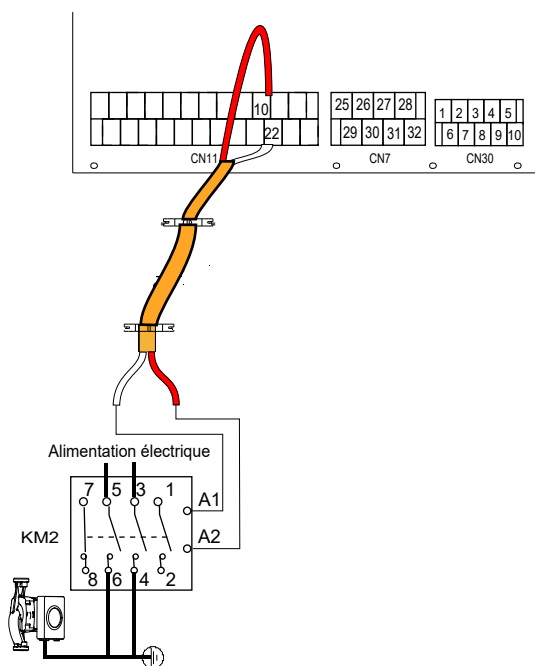 10
25 26 27 28
1 2 3 4 5
22
29 30 31 32
6 7 8 9 10
CN11
CN7
CN30
Alimentation électrique
7 5 3 1
A1
KM2
A2
8 6 4 2